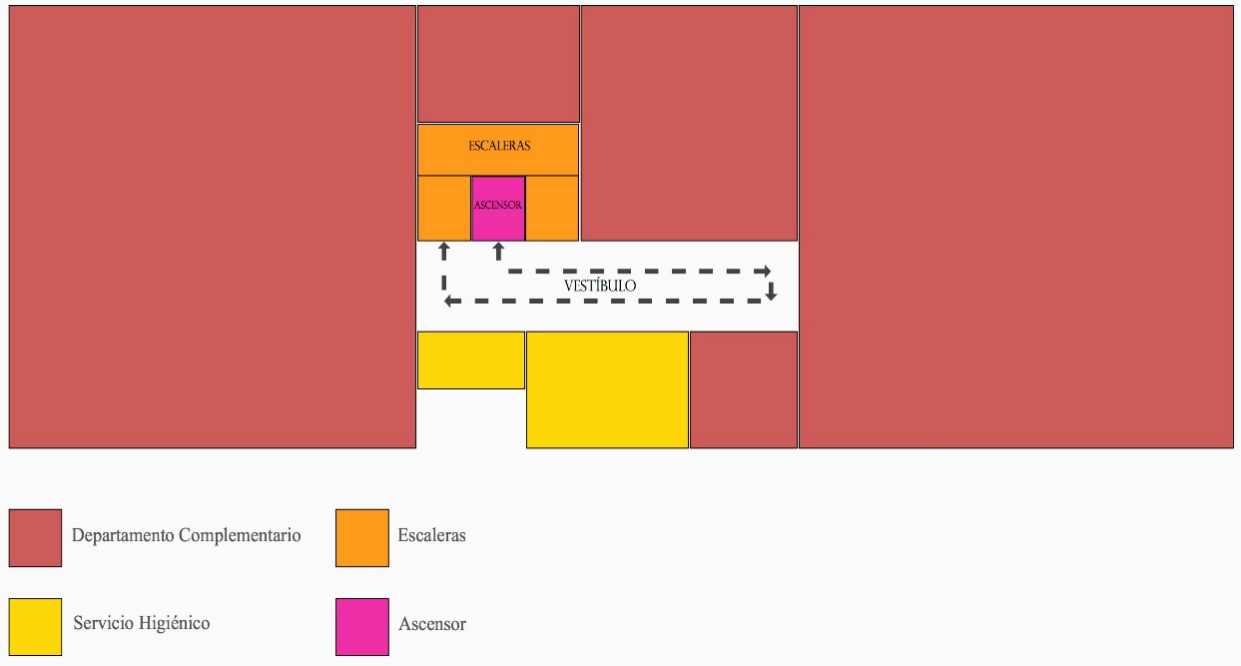 ESCALERAS
ASCENSOR
VESTÍBULO
Departamento Complementario
Escaleras
Servicio Higiénico
Ascensor